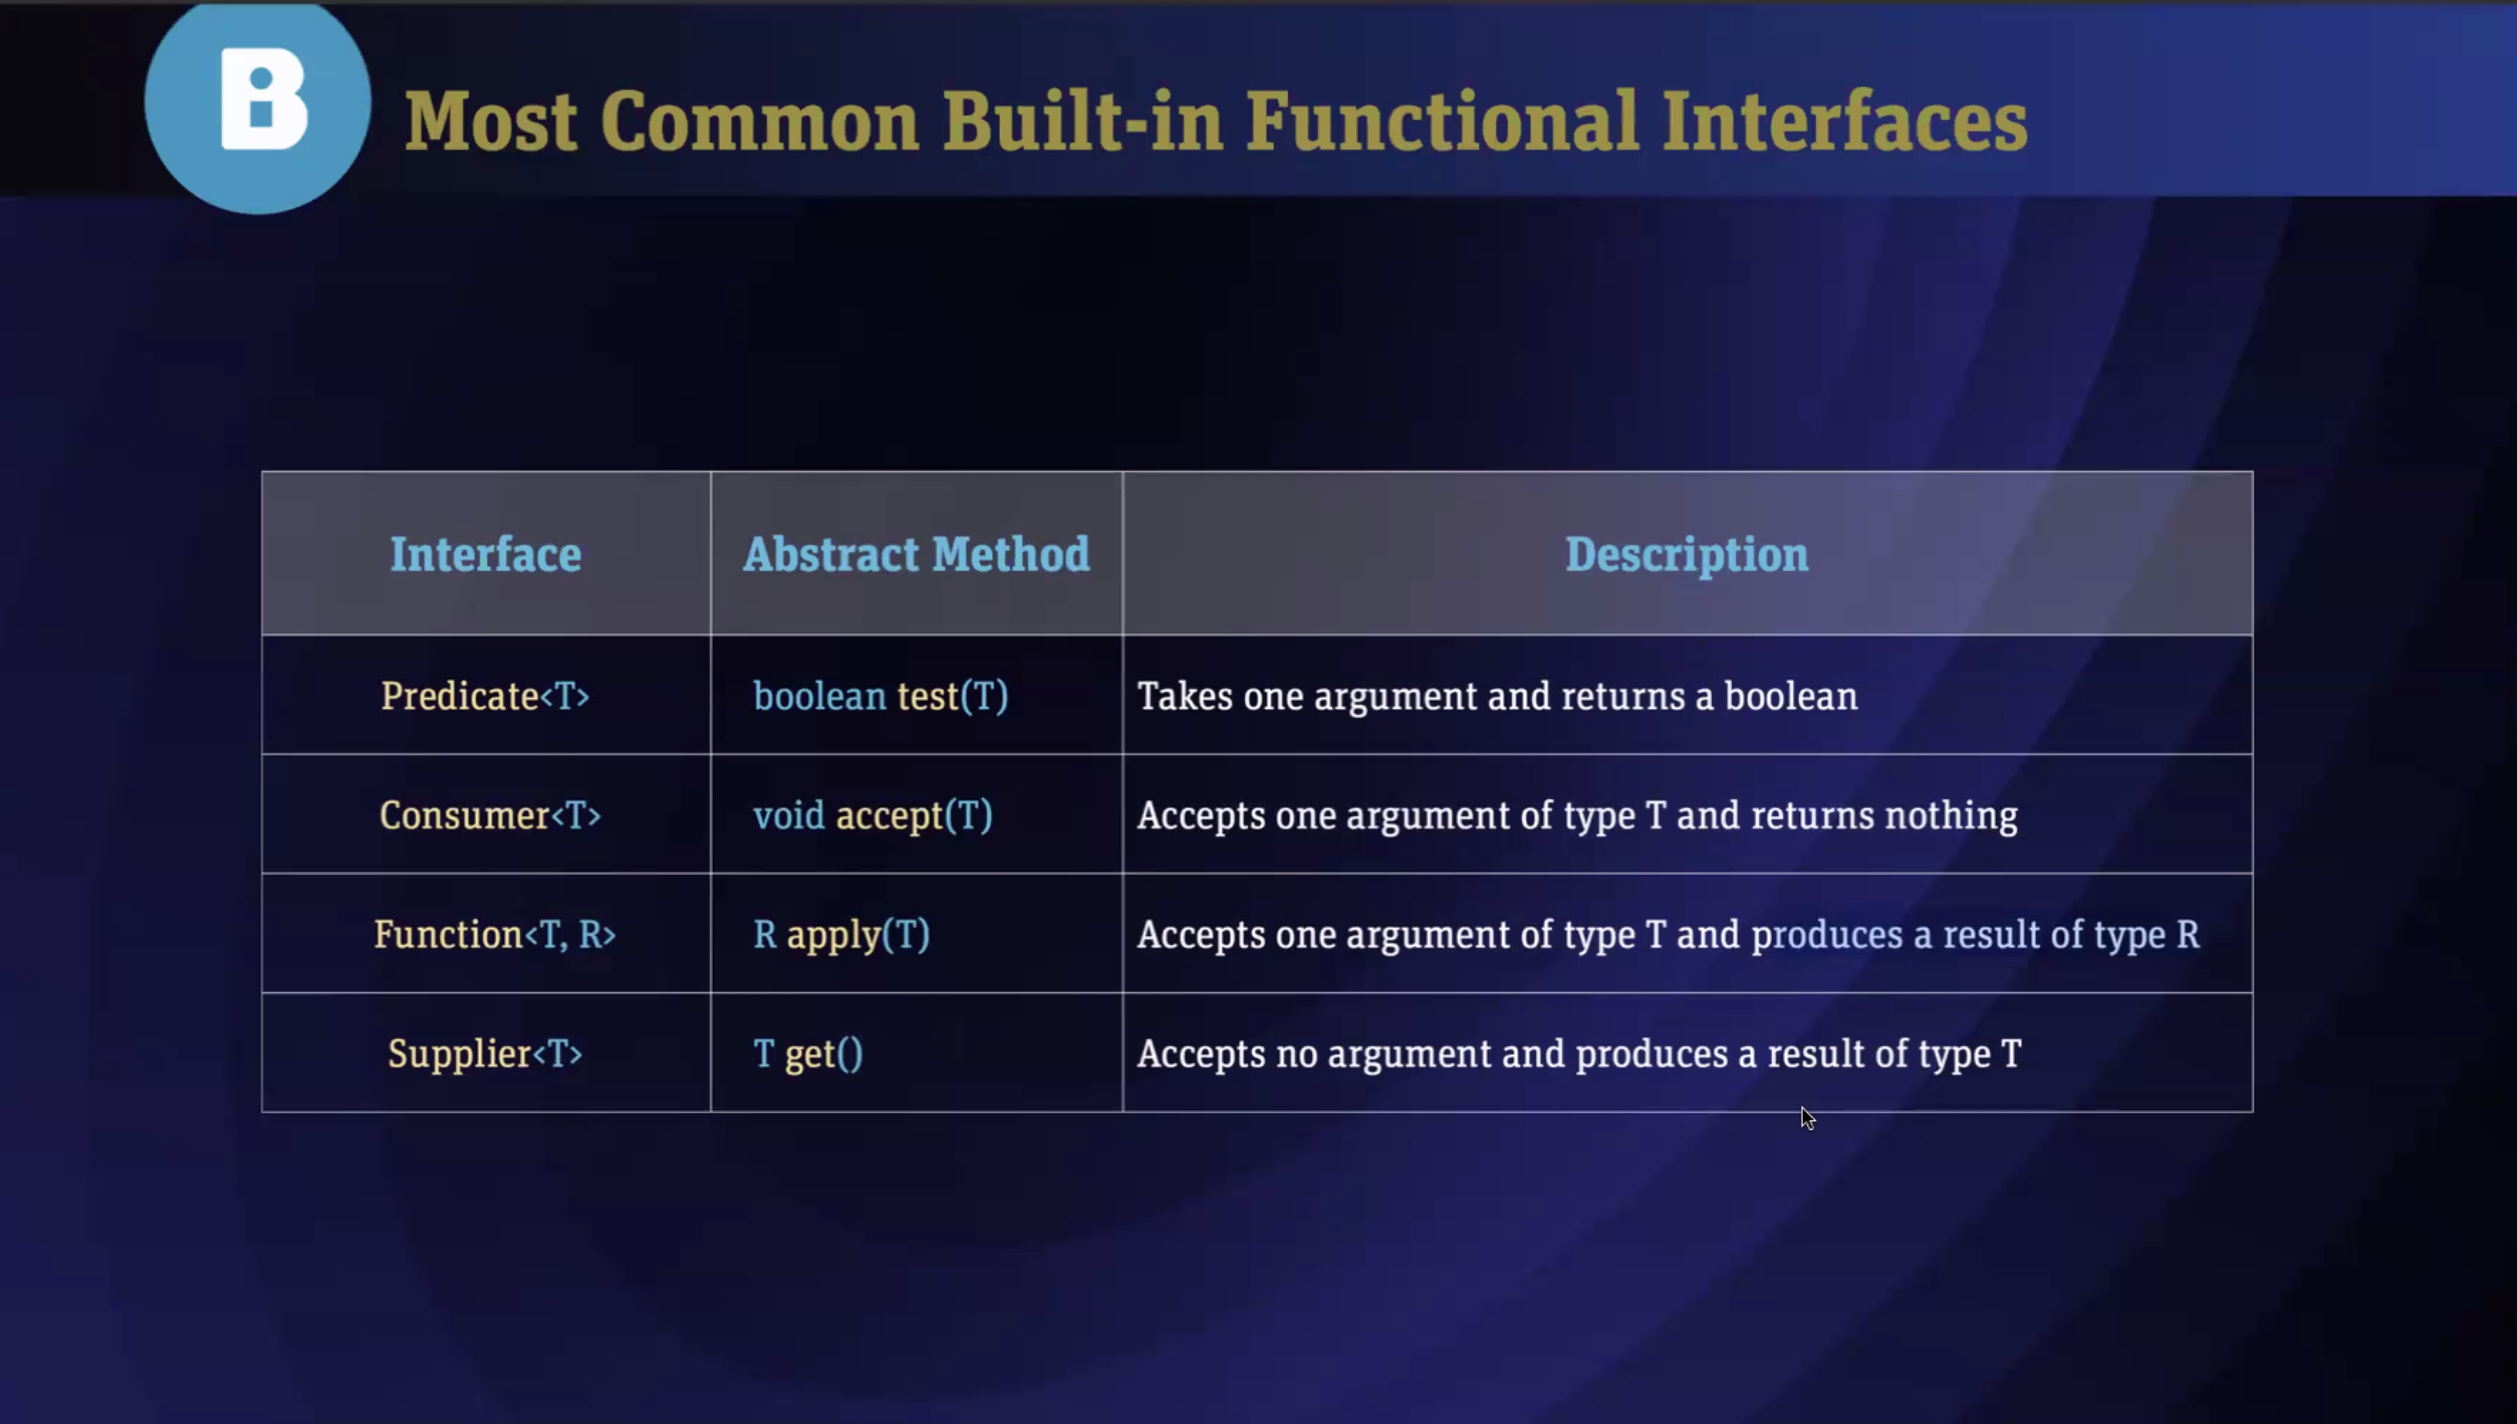 B
Most Common Built-in Functional Interfaces
Interface Abstract Method Description
Predicate<T> boolean test(T) Takes one argument and returns a boolean
Consumer<T> void accept(T) Accepts one argument of type T and returns nothing
Function<T, R> R apply(T) Accepts one argument of type T and produces a result of type R
Supplier<T> T get() Accepts no argument and produces a result of type T